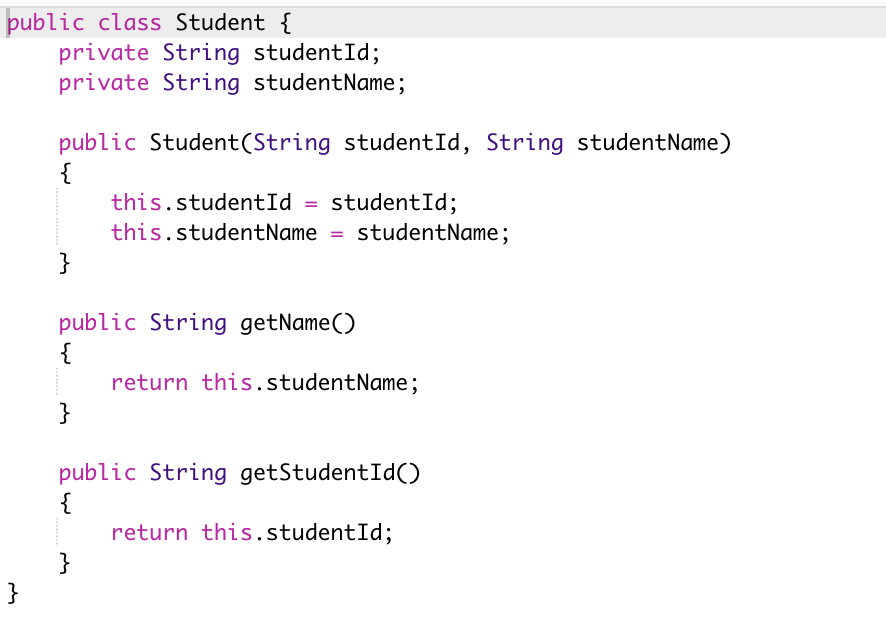 public class Student {
    private String studentId;
    private String studentName;

    public Student(String studentId, String studentName)
    {
        this.studentId = studentId;
        this.studentName = studentName;
    }

    public String getName()
    {
        return this.studentName;
    }

    public String getStudentId()
    {
        return this.studentId;
    }
}